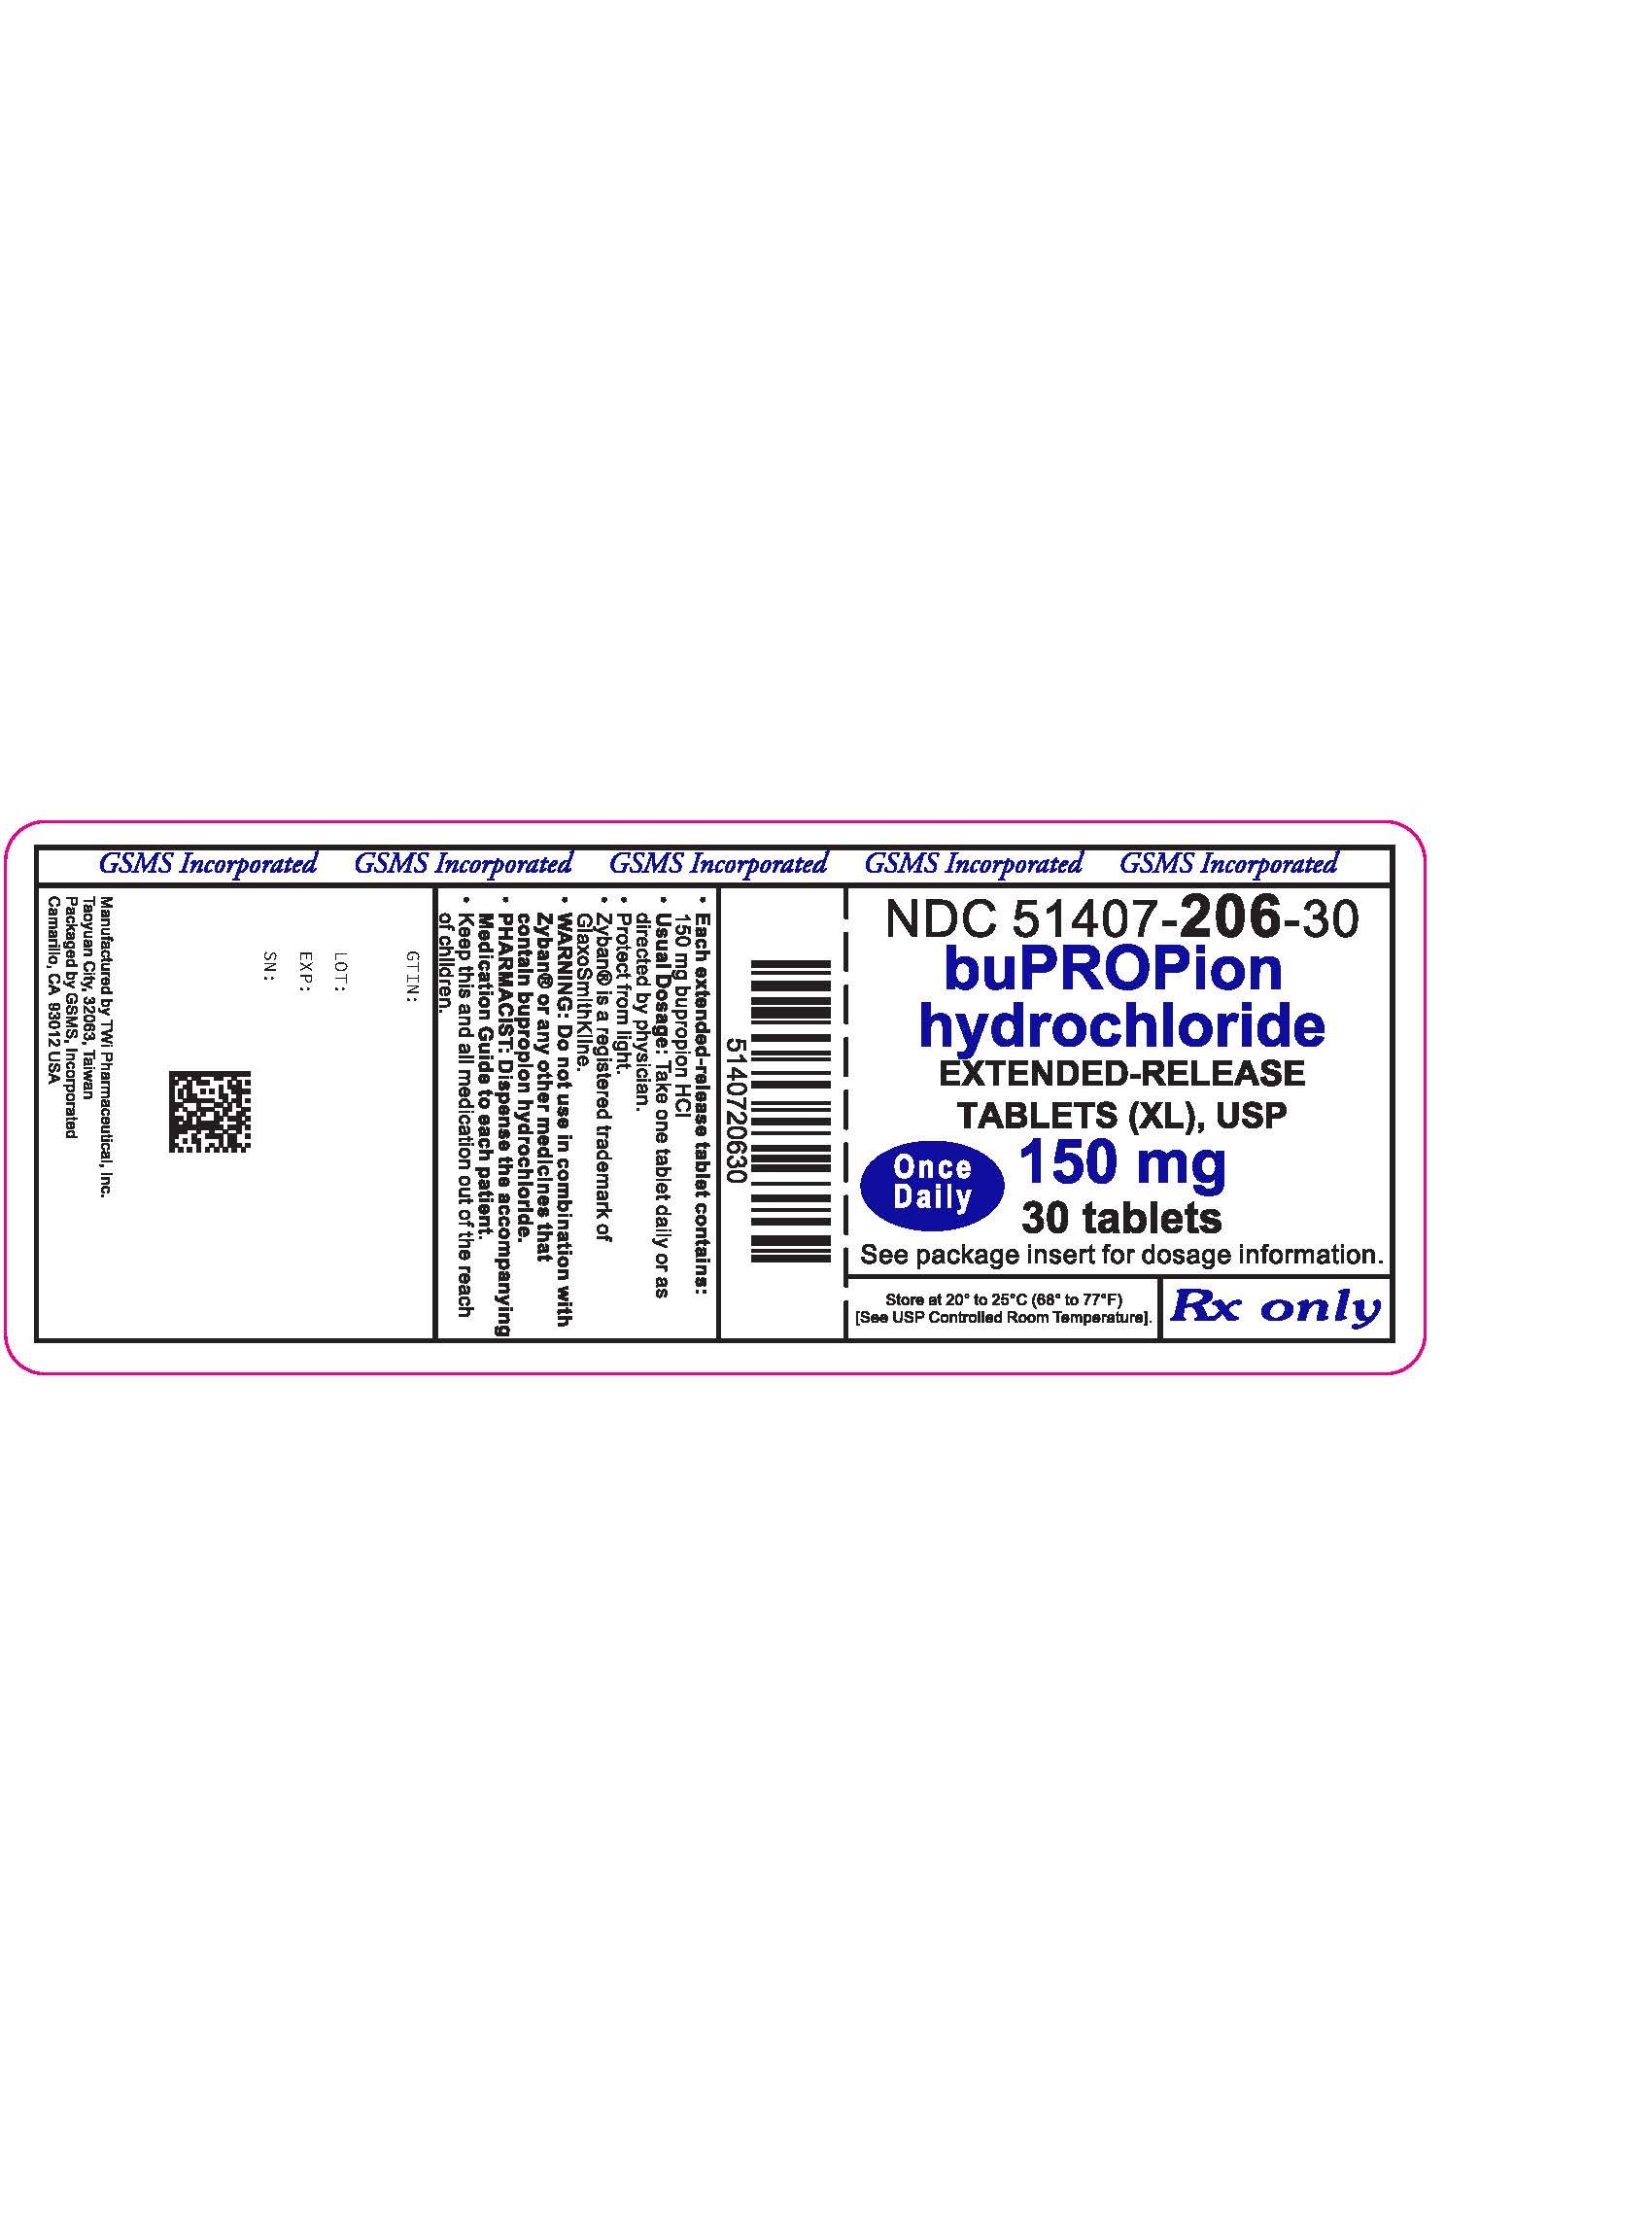 GSMS Incorporated GSMS Incorporated GSMS Incorporated GSMS Incorporated GSMS Incorporated
NDC 51407-206-30
buPROPion
hydrochloride
EXTENDED-RELEASE
TABLETS (XL), USP
Once
Daily
150 mg
30 tablets
See package insert for dosage information.
Store at 20° to 25°C (68° to 77°F)
[See USP Controlled Room Temperature].
Rx only
5140720630
• Each extended-release tablet contains:
150 mg bupropion HCl
• Usual Dosage: Take one tablet daily or as
directed by physician.
• Protect from light.
• Zyban® is a registered trademark of
GlaxoSmithKline.
• WARNING: Do not use in combination with
Zyban® or any other medicines that
contain bupropion hydrochloride.
• PHARMACIST: Dispense the accompanying
Medication Guide to each patient.
• Keep this and all medication out of the reach
of children.
GTIN:
LOT:
EXP:
SN:
Manufactured by TWi Pharmaceutical, Inc.
Taoyuan City, 32063, Taiwan
Packaged by GSMS, Incorporated
Camarillo, CA 93012 USA